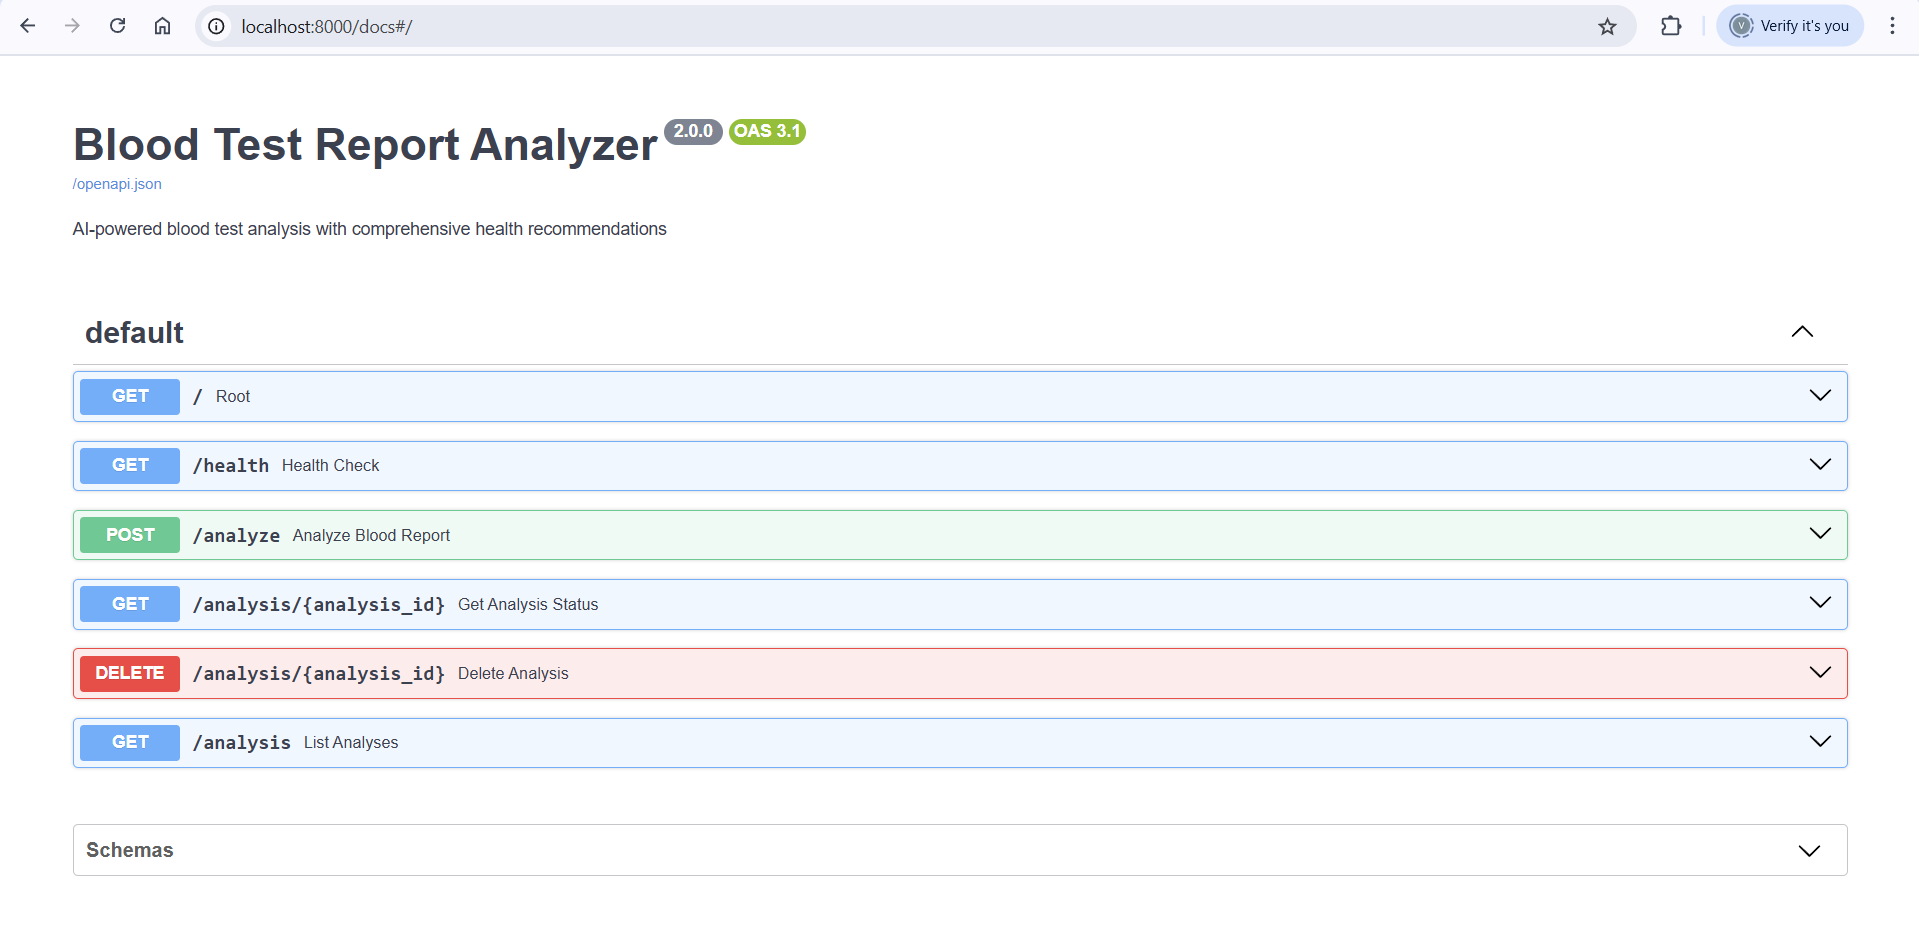 localhost:8000/docs#/
V
Verify it's you
Blood Test Report Analyzer 2.0.0 OAS 3.1
/openapi.json
AI-powered blood test analysis with comprehensive health recommendations
default
GET / Root
GET /health Health Check
POST /analyze Analyze Blood Report
GET /analysis/{analysis_id} Get Analysis Status
DELETE /analysis/{analysis_id} Delete Analysis
GET /analysis List Analyses
Schemas